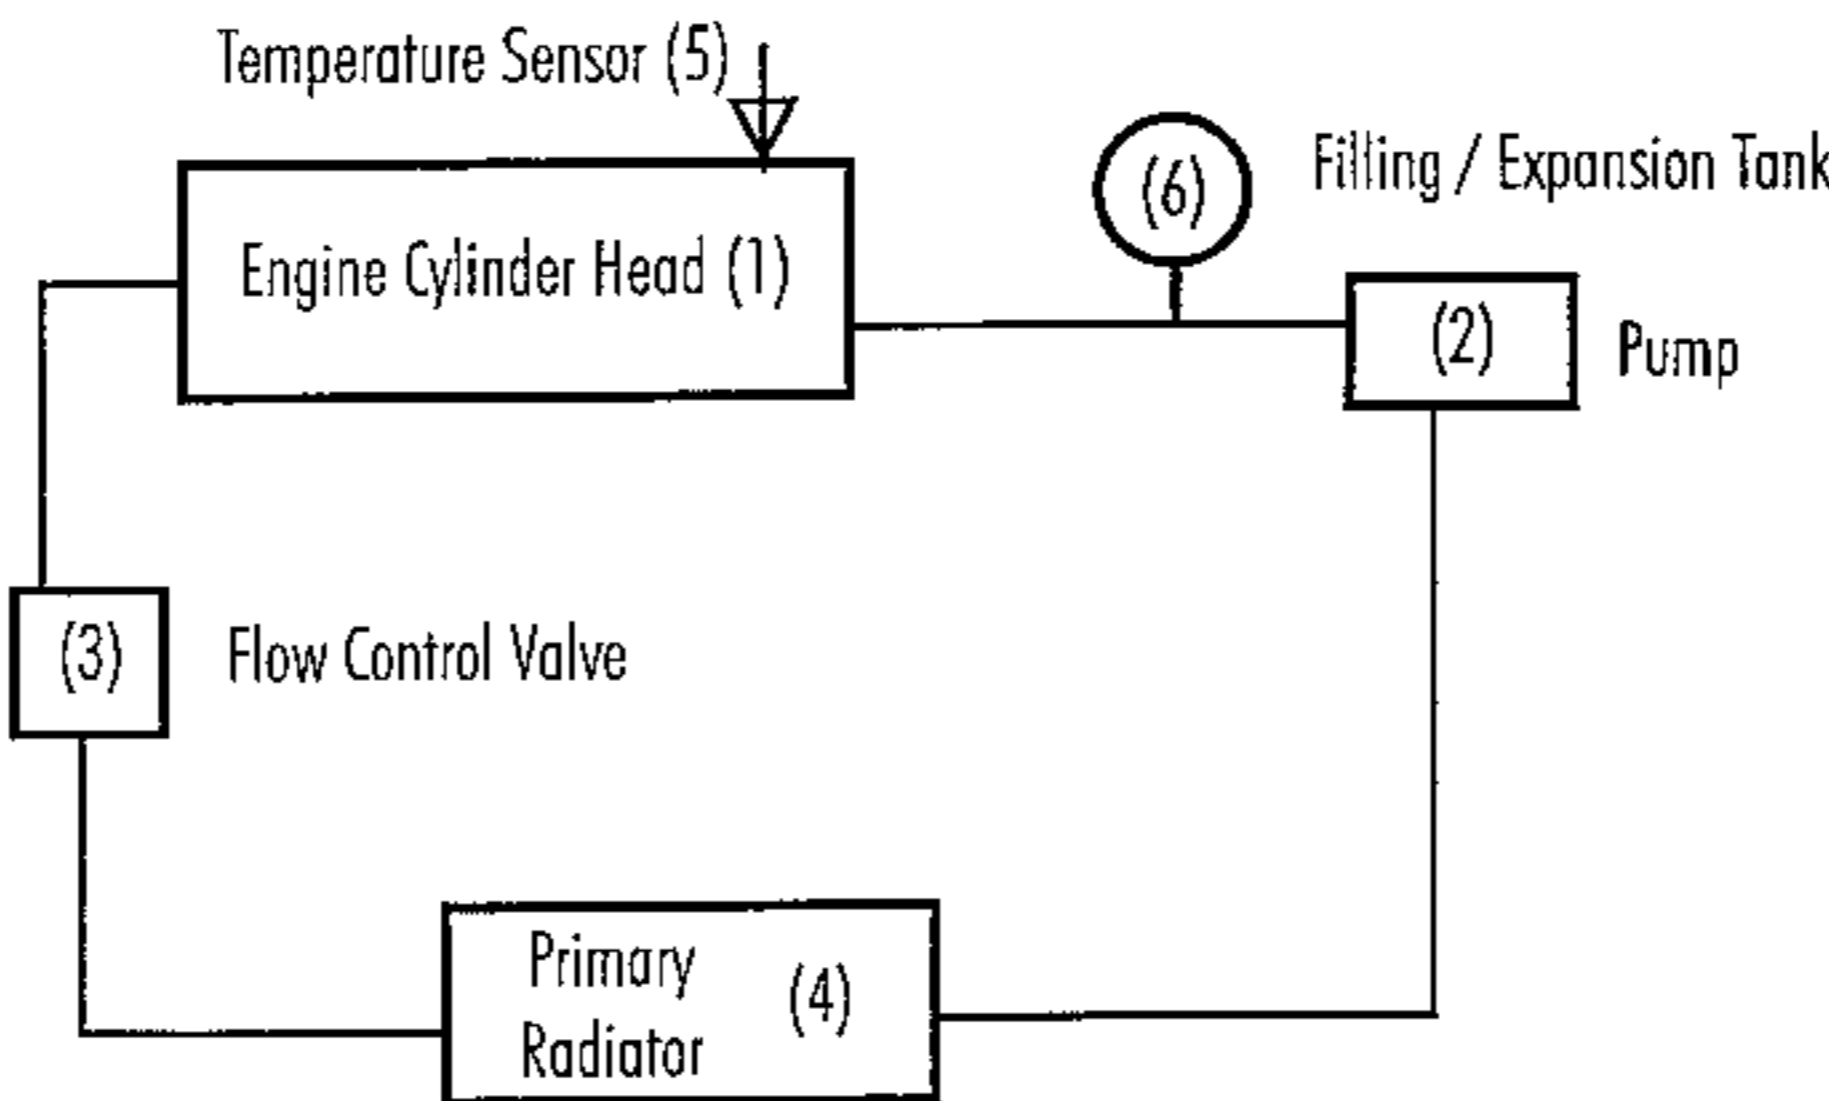 Temperature Sensor (5)
(6)
Filling / Expansion Tank
Engine Cylinder Head (1)
(2)
Pump
(3)
Flow Control Valve
Primary
Radiator
(4)